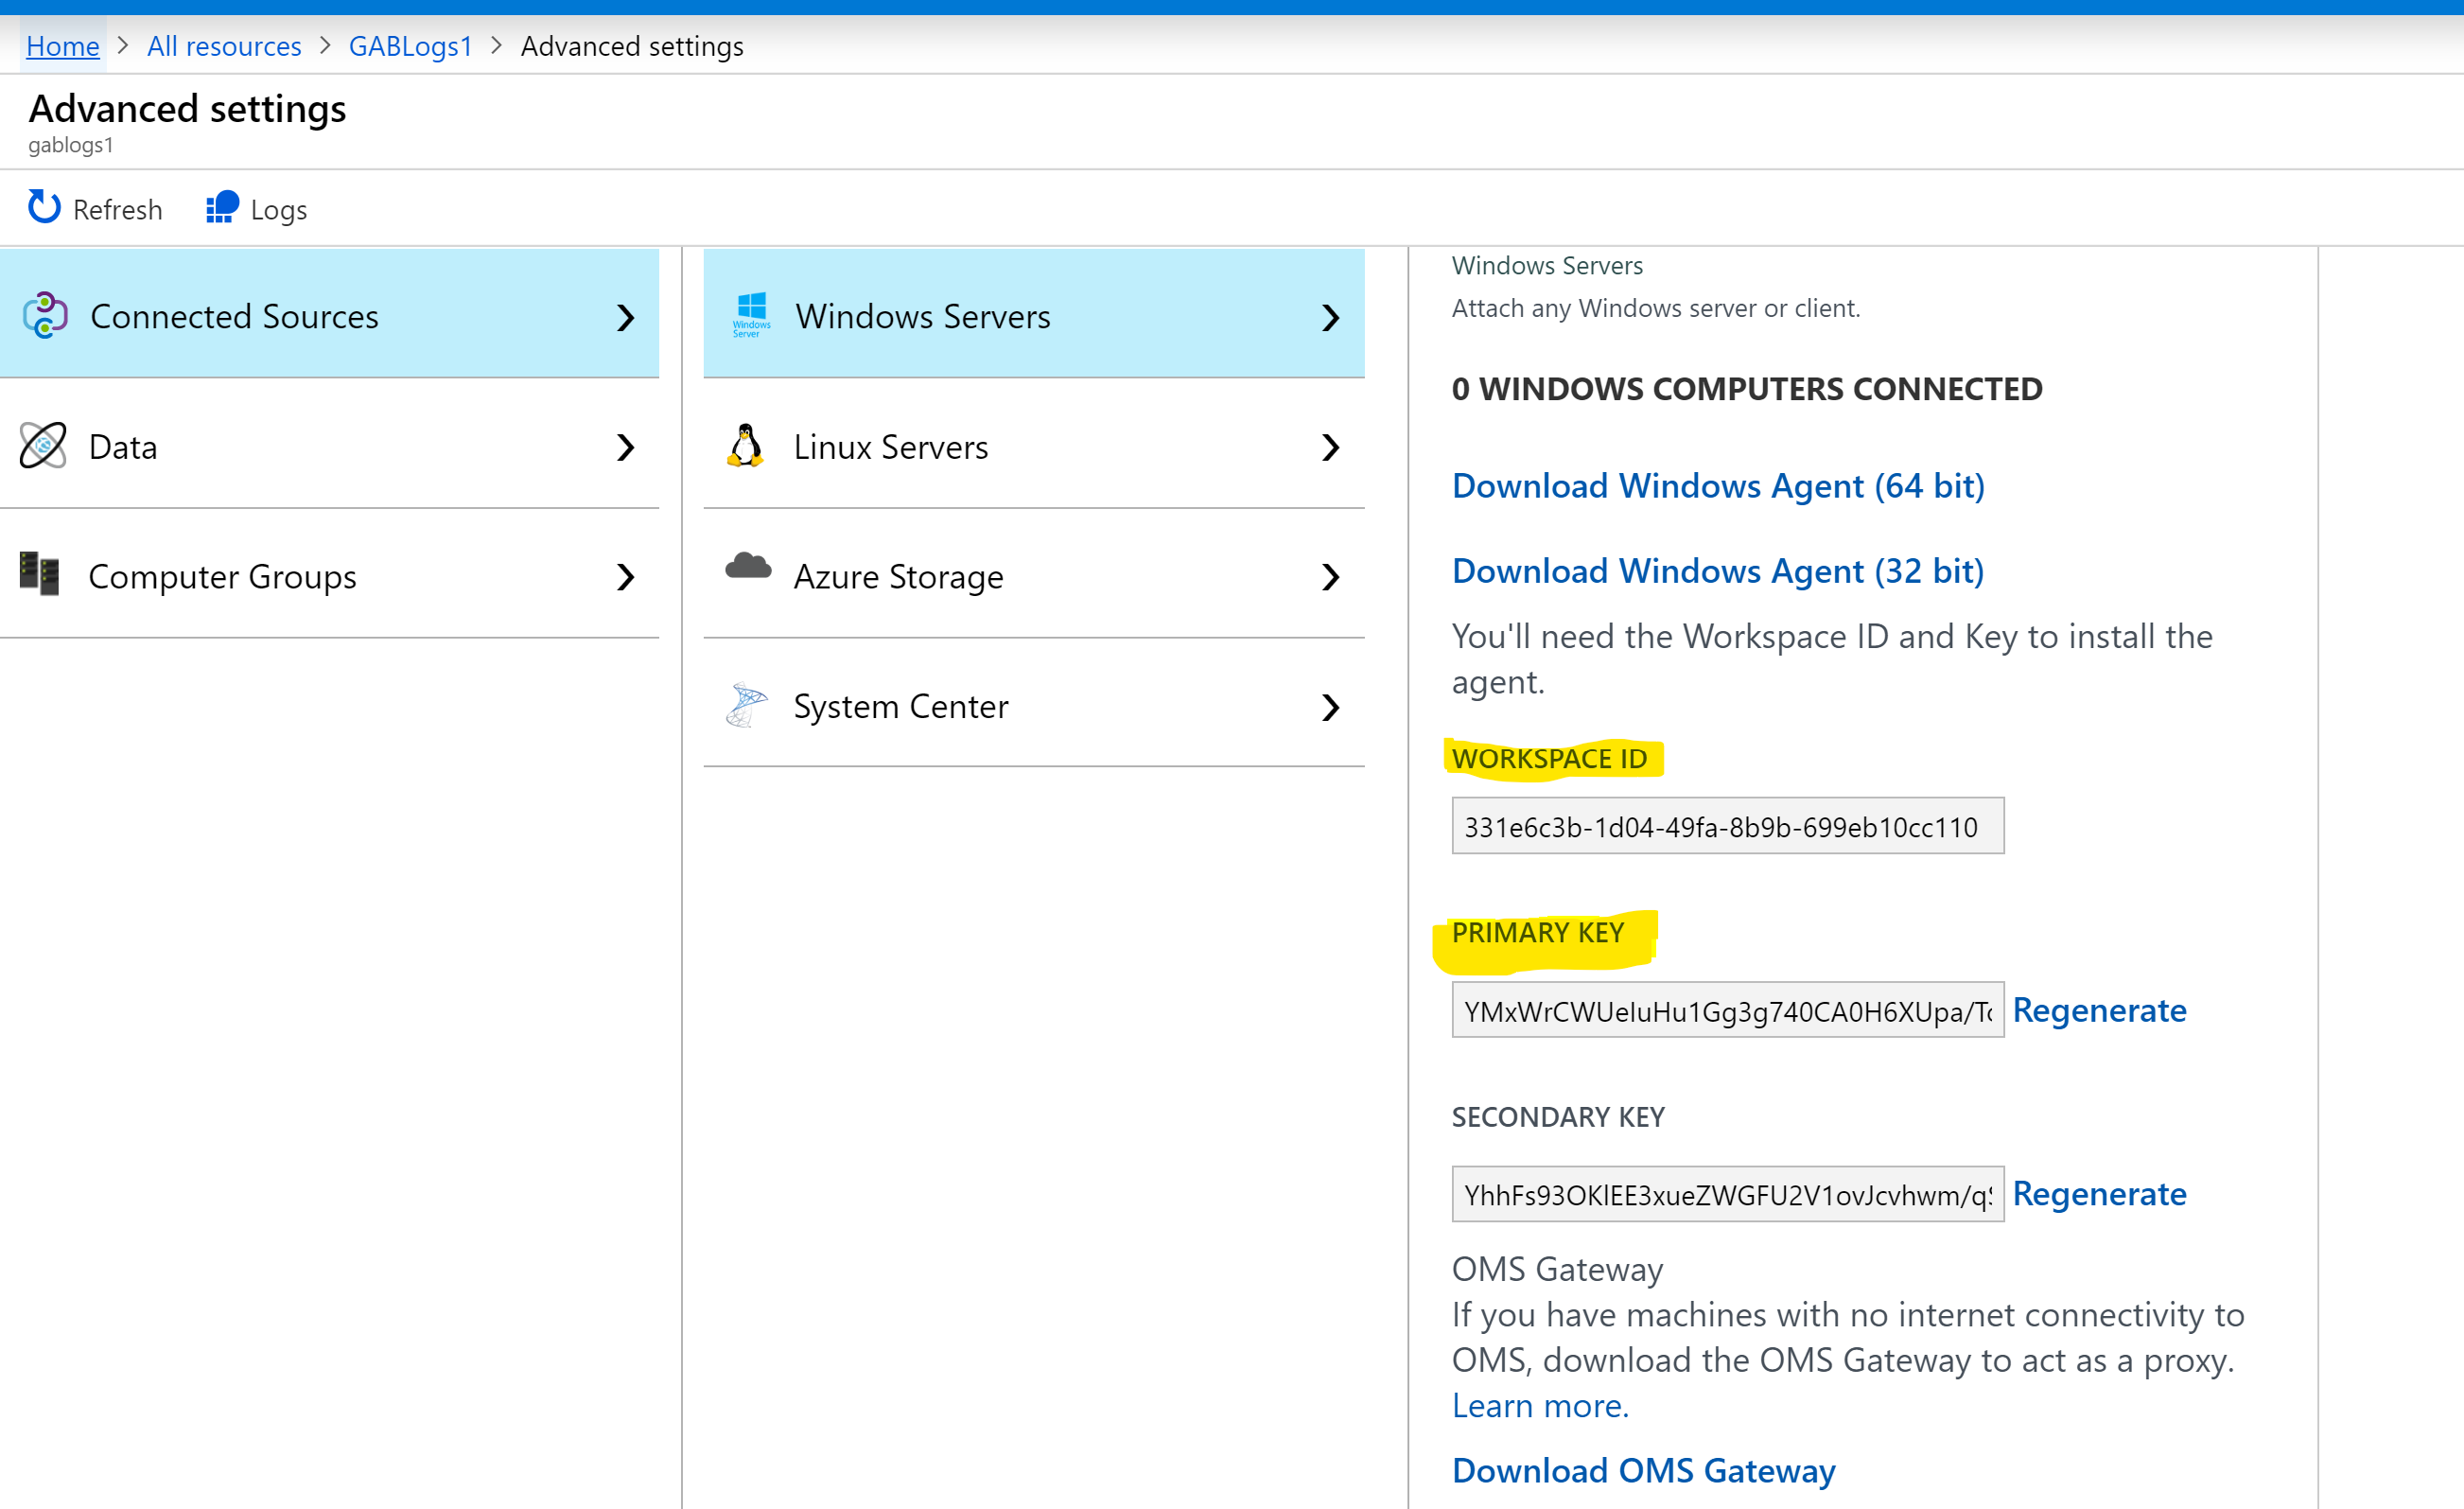 Home > All resources > GABLogs1 > Advanced settings
Advanced settings
gablogs1
Refresh Logs
Connected Sources
Data
Computer Groups
Windows Server
Windows Servers
Linux Servers
Azure Storage
System Center
Windows Servers
Attach any Windows server or client.
0 WINDOWS COMPUTERS CONNECTED
Download Windows Agent (64 bit)
Download Windows Agent (32 bit)
You'll need the Workspace ID and Key to install the
agent.
WORKSPACE ID
331e6c3b-1d04-49fa-8b9b-699eb10cc110
PRIMARY KEY
YMxWrCWUeIuHu1Gg3g740CA0H6XUpa/T Regenerate
SECONDARY KEY
YhhFs93OKlEE3xueZWGFU2V1ovJcvhwm/q Regenerate
OMS Gateway
If you have machines with no internet connectivity to
OMS, download the OMS Gateway to act as a proxy.
Learn more.
Download OMS Gateway